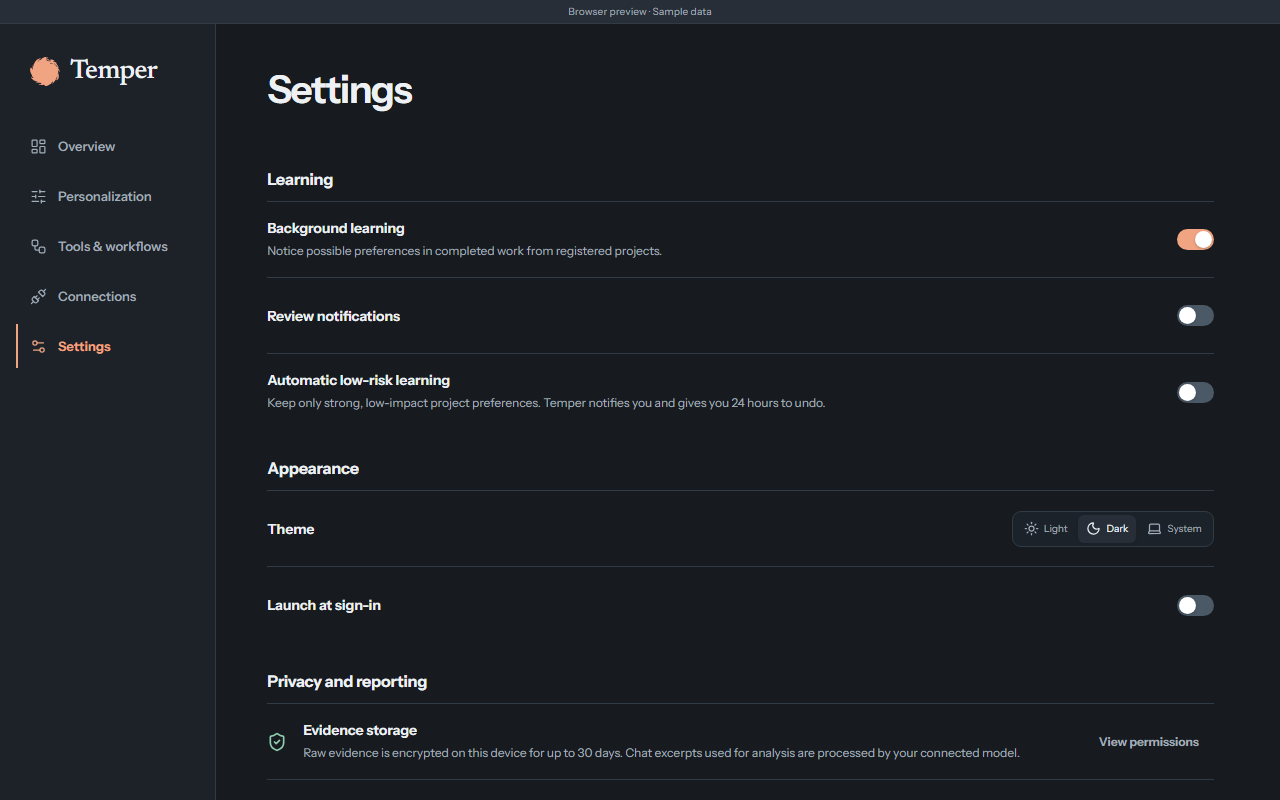 Browser preview · Sample data
Temper
Overview
Personalization
Tools & workflows
Connections
Settings
Settings
Learning
Background learning
Notice possible preferences in completed work from registered projects.
Review notifications
Automatic low-risk learning
Keep only strong, low-impact project preferences. Temper notifies you and gives you 24 hours to undo.
Appearance
Theme
Light Dark System
Launch at sign-in
Privacy and reporting
Evidence storage
Raw evidence is encrypted on this device for up to 30 days. Chat excerpts used for analysis are processed by your connected model.
View permissions